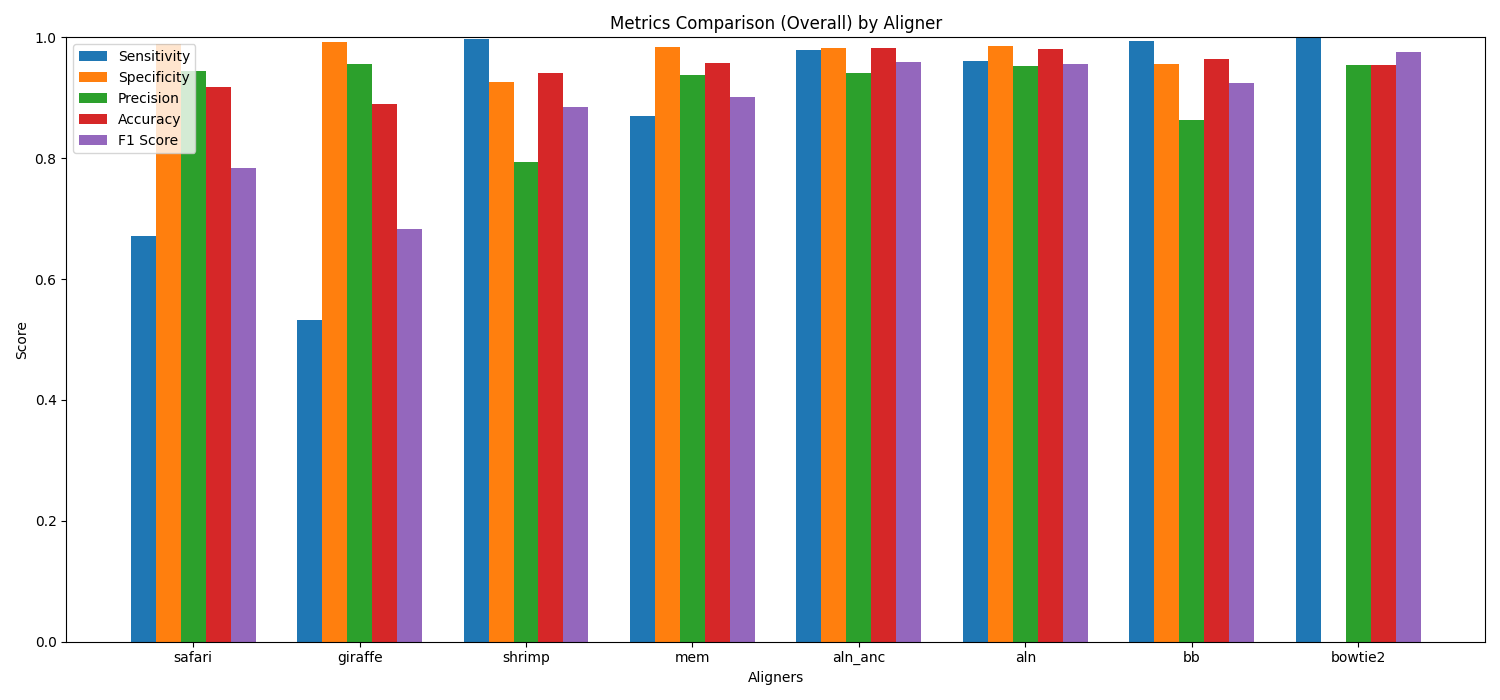 Metrics Comparison (Overall) by Aligner
1.0
0.8
0.6
0.4
0.2
0.0
Score
Sensitivity
Specificity
Precision
Accuracy
F1 Score
safari giraffe shrimp mem aln_anc aln bb bowtie2
Aligners